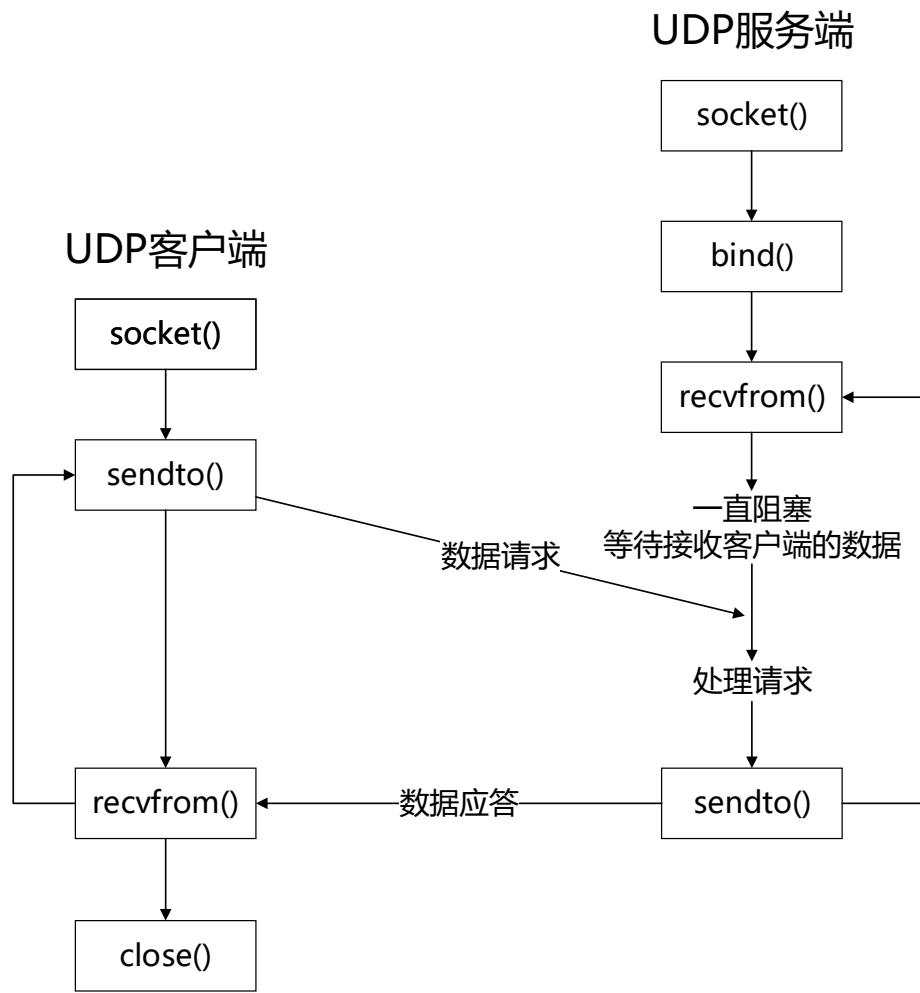 UDP服务端
socket()
bind()
recvfrom()
一直阻塞
等待接收客户端的数据
处理请求
sendto()
UDP客户端
socket()
sendto()
数据请求
recvfrom()
数据应答
close()